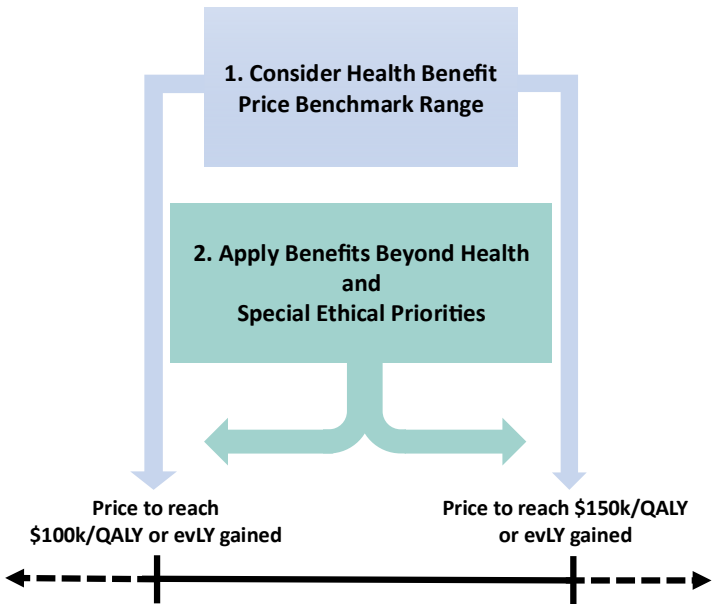 1. Consider Health Benefit
Price Benchmark Range
2. Apply Benefits Beyond Health
and
Special Ethical Priorities
Price to reach
$100k/QALY or evLY gained
Price to reach $150k/QALY
or evLY gained